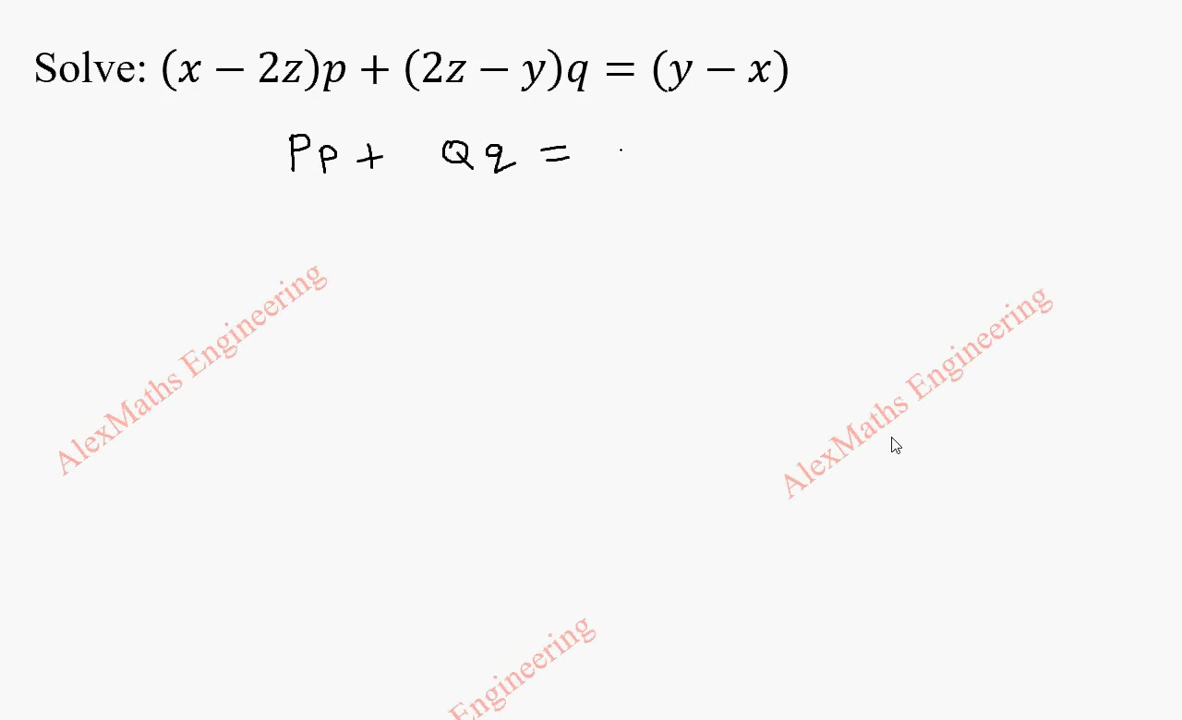 Solve: (x − 2z)p + (2z − y)q = (y − x)
Pp + Qq =
AlexMaths Engineering
AlexMaths Engineering
Engineering